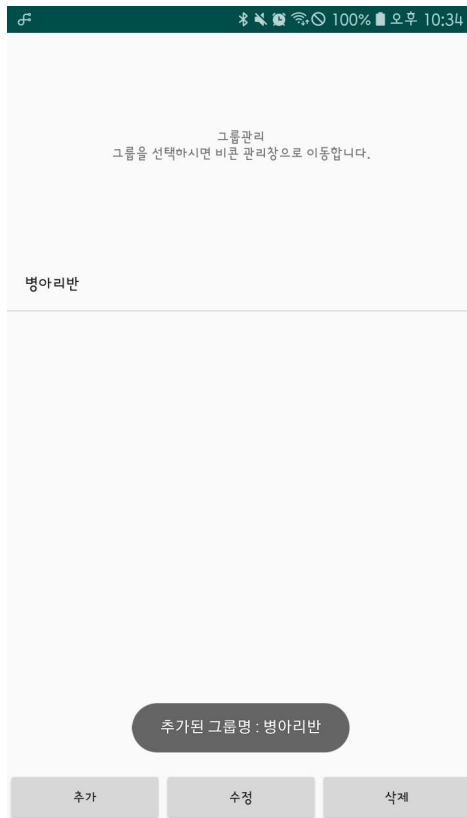 100% 오후 10:34
그룹관리
그룹을 선택하시면 비콘 관리창으로 이동합니다.
병아리반
추가된 그룹명 : 병아리반
추가 수정 삭제